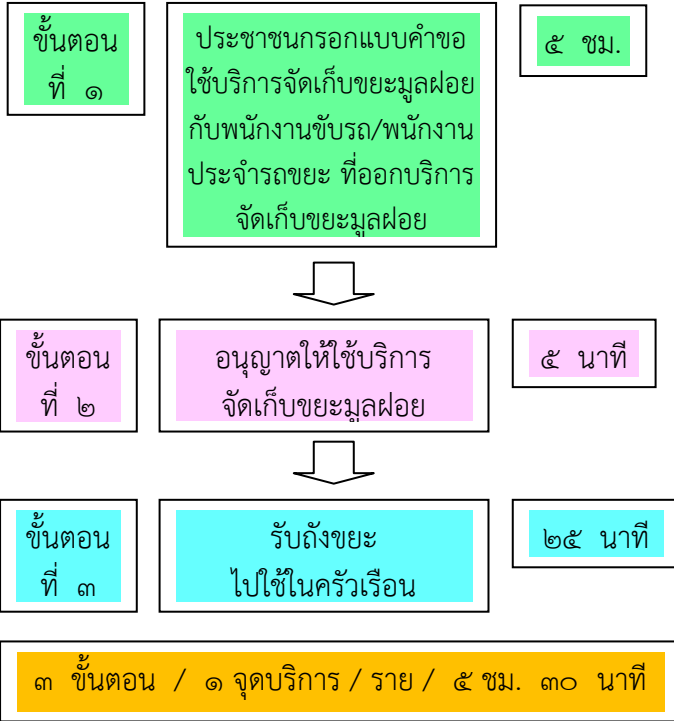 ขั้นตอน
ที่ ๑
ประชาชนกรอกแบบคำขอ
ใช้บริการจัดเก็บขยะมูลฝอย
กับพนักงานขับรถ/พนักงาน
ประจำรถขยะ ที่ออกบริการ
จัดเก็บขยะมูลฝอย
๕ ชม.
ขั้นตอน
ที่ ๒
อนุญาตให้ใช้บริการ
จัดเก็บขยะมูลฝอย
๕ นาที
ขั้นตอน
ที่ ๓
รับถังขยะ
ไปใช้ในครัวเรือน
๒๕ นาที
๓ ขั้นตอน / ๑ จุดบริการ / ราย / ๕ ชม. ๓๐ นาที